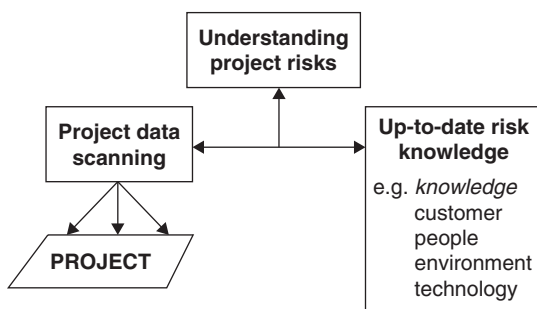 Understanding
project risks
Project data
scanning
PROJECT
Up-to-date risk
knowledge
e.g. knowledge
customer
people
environment
technology